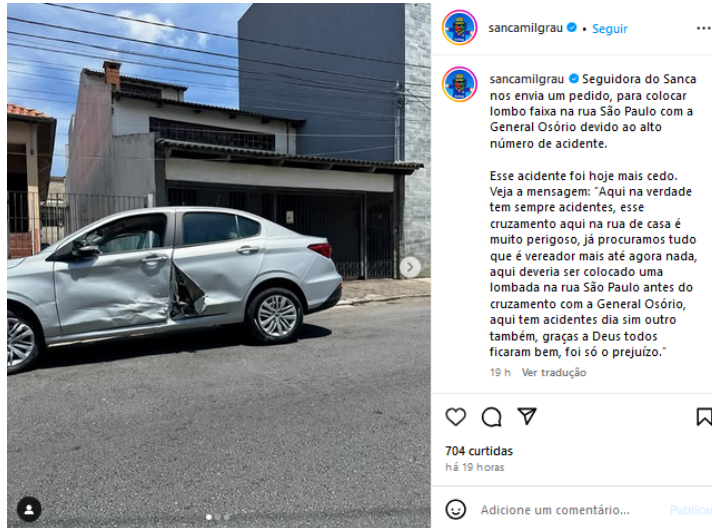 sancamilgrau • Seguir
sancamilgrau Seguidora do Sanca
nos envia um pedido, para colocar
lombo faixa na rua São Paulo com a
General Osório devido ao alto
número de acidente.
Esse acidente foi hoje mais cedo.
Veja a mensagem: “Aqui na verdade
tem sempre acidentes, esse
cruzamento aqui na rua de casa é
muito perigoso, já procuramos tudo
que é vereador mais até agora nada,
aqui deveria ser colocado uma
lombada na rua São Paulo antes do
cruzamento com a General Osório,
aqui tem acidentes dia sim outro
também, graças a Deus todos
ficaram bem, foi só o prejuízo.”
19 h Ver tradução
704 curtidas
há 19 horas
Adicione um comentário... Publicar